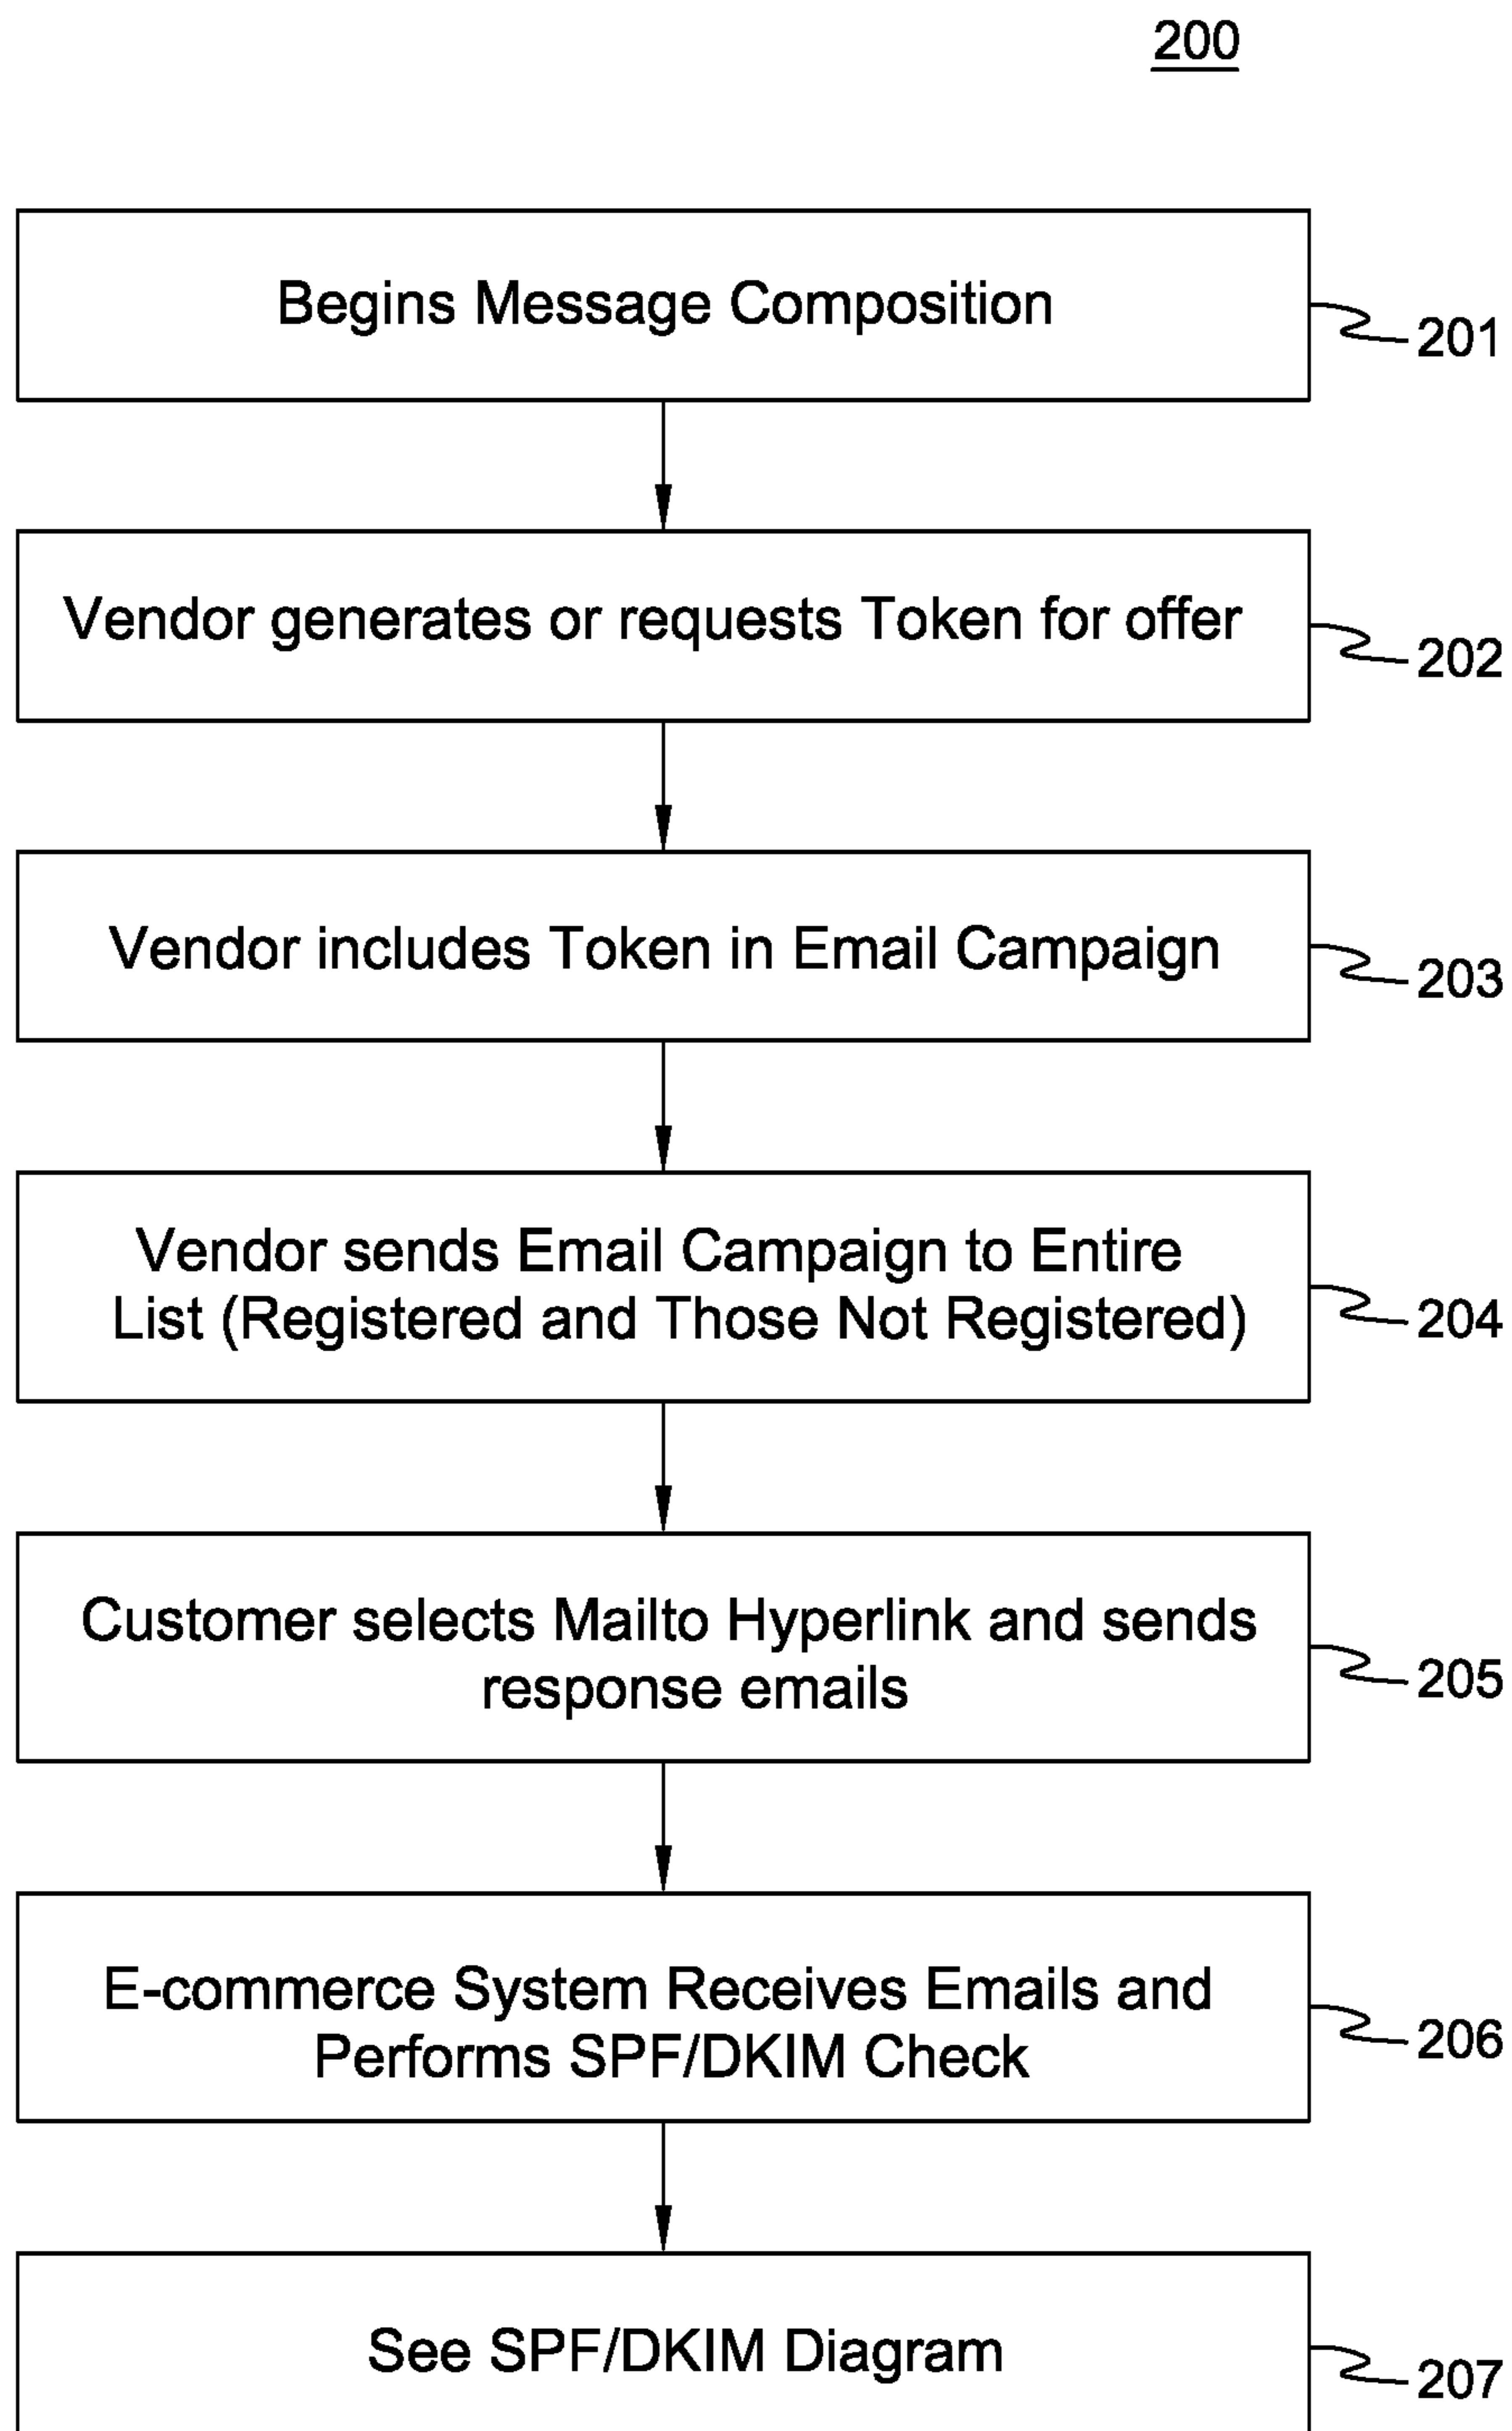 200
Begins Message Composition
201
Vendor generates or requests Token for offer
202
Vendor includes Token in Email Campaign
203
Vendor sends Email Campaign to Entire
List (Registered and Those Not Registered)
204
Customer selects Mailto Hyperlink and sends
response emails
205
E-commerce System Receives Emails and
Performs SPF/DKIM Check
206
See SPF/DKIM Diagram
207